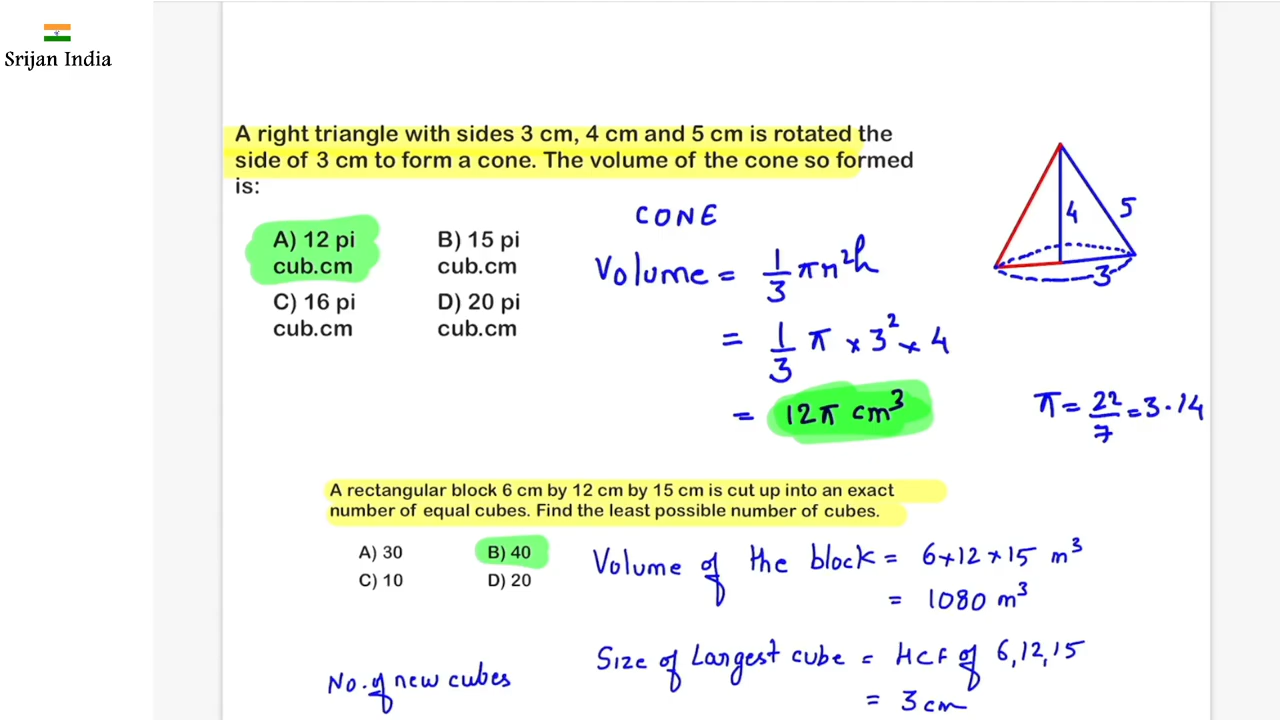 Srijan India
A right triangle with sides 3 cm, 4 cm and 5 cm is rotated the
side of 3 cm to form a cone. The volume of the cone so formed
is:
A) 12 pi
cub.cm
B) 15 pi
cub.cm
C) 16 pi
cub.cm
D) 20 pi
cub.cm
CONE
Volume = 1/3 πr²h
= 1/3 π × 3² × 4
= 12π cm³
4
5
3
π = 22/7 = 3.14
A rectangular block 6 cm by 12 cm by 15 cm is cut up into an exact
number of equal cubes. Find the least possible number of cubes.
A) 30
B) 40
C) 10
D) 20
Volume of the block = 6×12×15 m³
= 1080 m³
Size of Largest cube = HCF of 6,12,15
= 3 cm
No. of new cubes